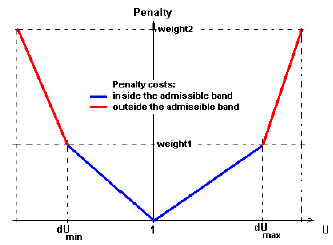 Penalty
weight2
Penalty costs:
inside the admissible band
outside the admissible band
weight1
dU min
1
dU max
U